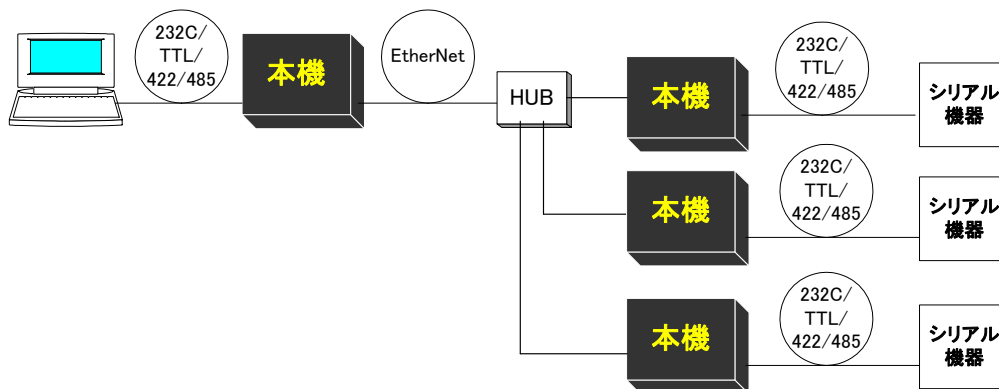 232C/
TTL/
422/485
本機
EtherNet
HUB
本機
232C/
TTL/
422/485
シリアル
機器
本機
232C/
TTL/
422/485
シリアル
機器
本機
232C/
TTL/
422/485
シリアル
機器